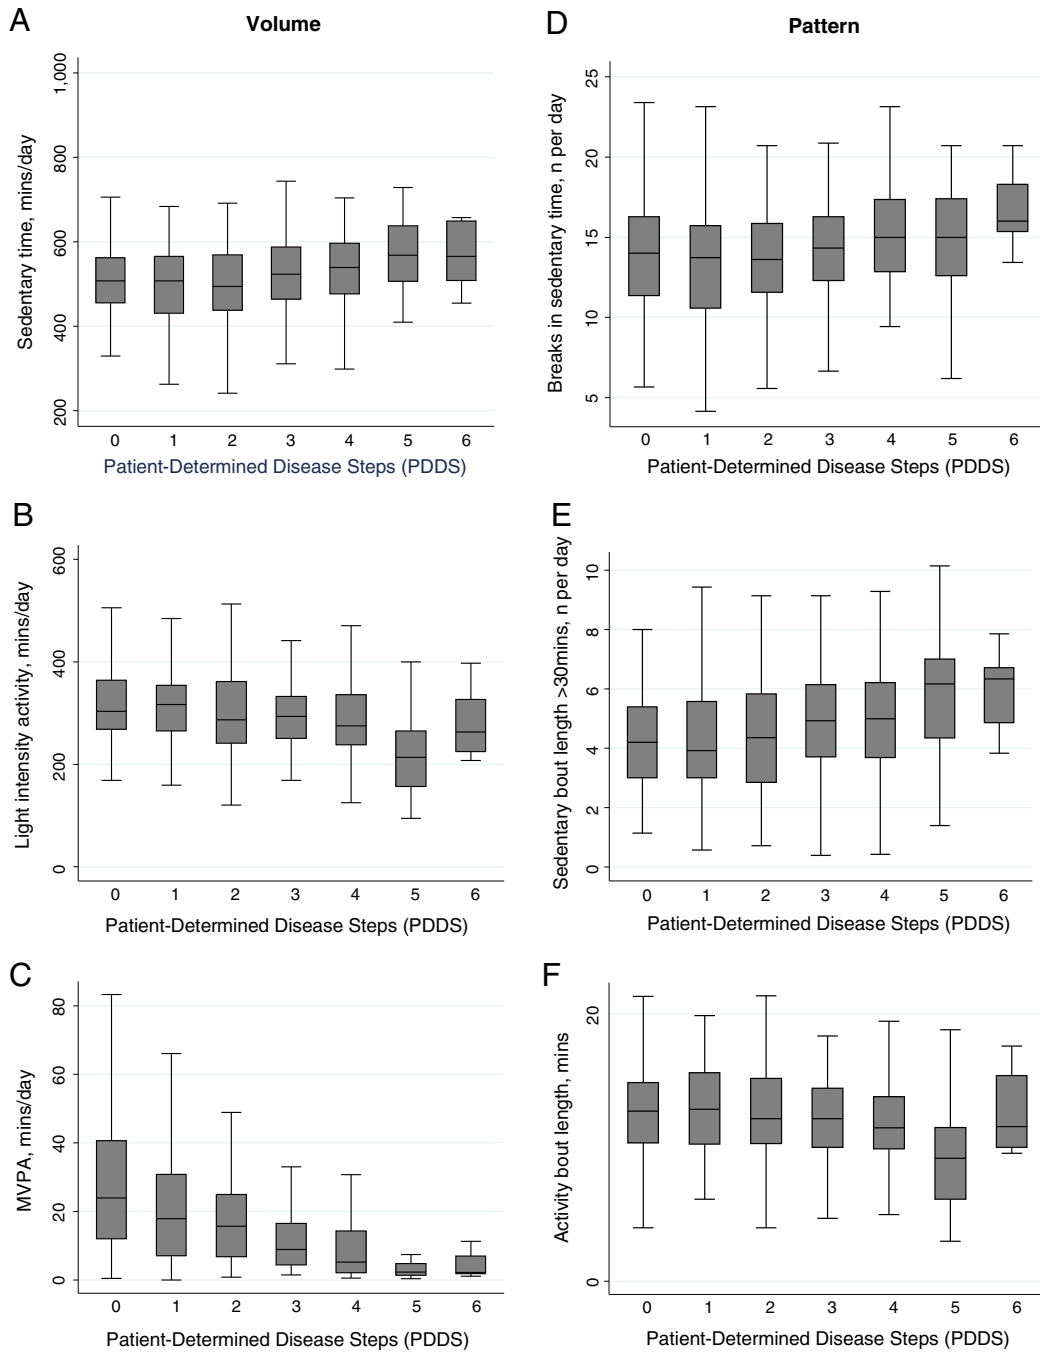 A
Volume
Sedentary time, mins/day
1,000
800
600
400
200
0 1 2 3 4 5 6
Patient-Determined Disease Steps (PDDS)
B
Light intensity activity, mins/day
600
400
200
0
0 1 2 3 4 5 6
Patient-Determined Disease Steps (PDDS)
C
MVPA, mins/day
80
60
40
20
0
0 1 2 3 4 5 6
Patient-Determined Disease Steps (PDDS)
D
Pattern
Breaks in sedentary time, n per day
25
20
15
10
5
0 1 2 3 4 5 6
Patient-Determined Disease Steps (PDDS)
E
Sedentary bout length >30mins, n per day
10
8
6
4
2
0
0 1 2 3 4 5 6
Patient-Determined Disease Steps (PDDS)
F
Activity bout length, mins
20
0
0 1 2 3 4 5 6
Patient-Determined Disease Steps (PDDS)